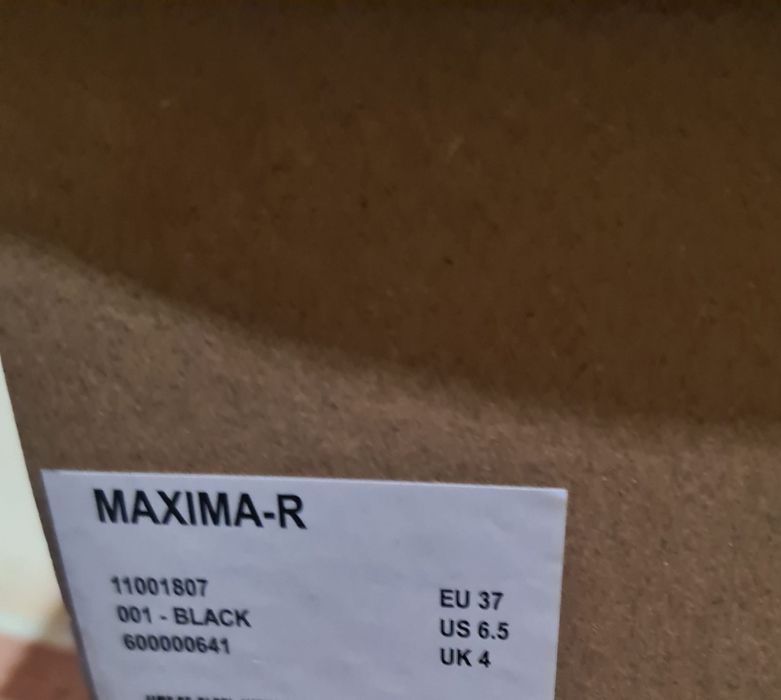 MAXIMA-R
11001807
001 - BLACK
600000641
EU 37
US 6.5
UK 4